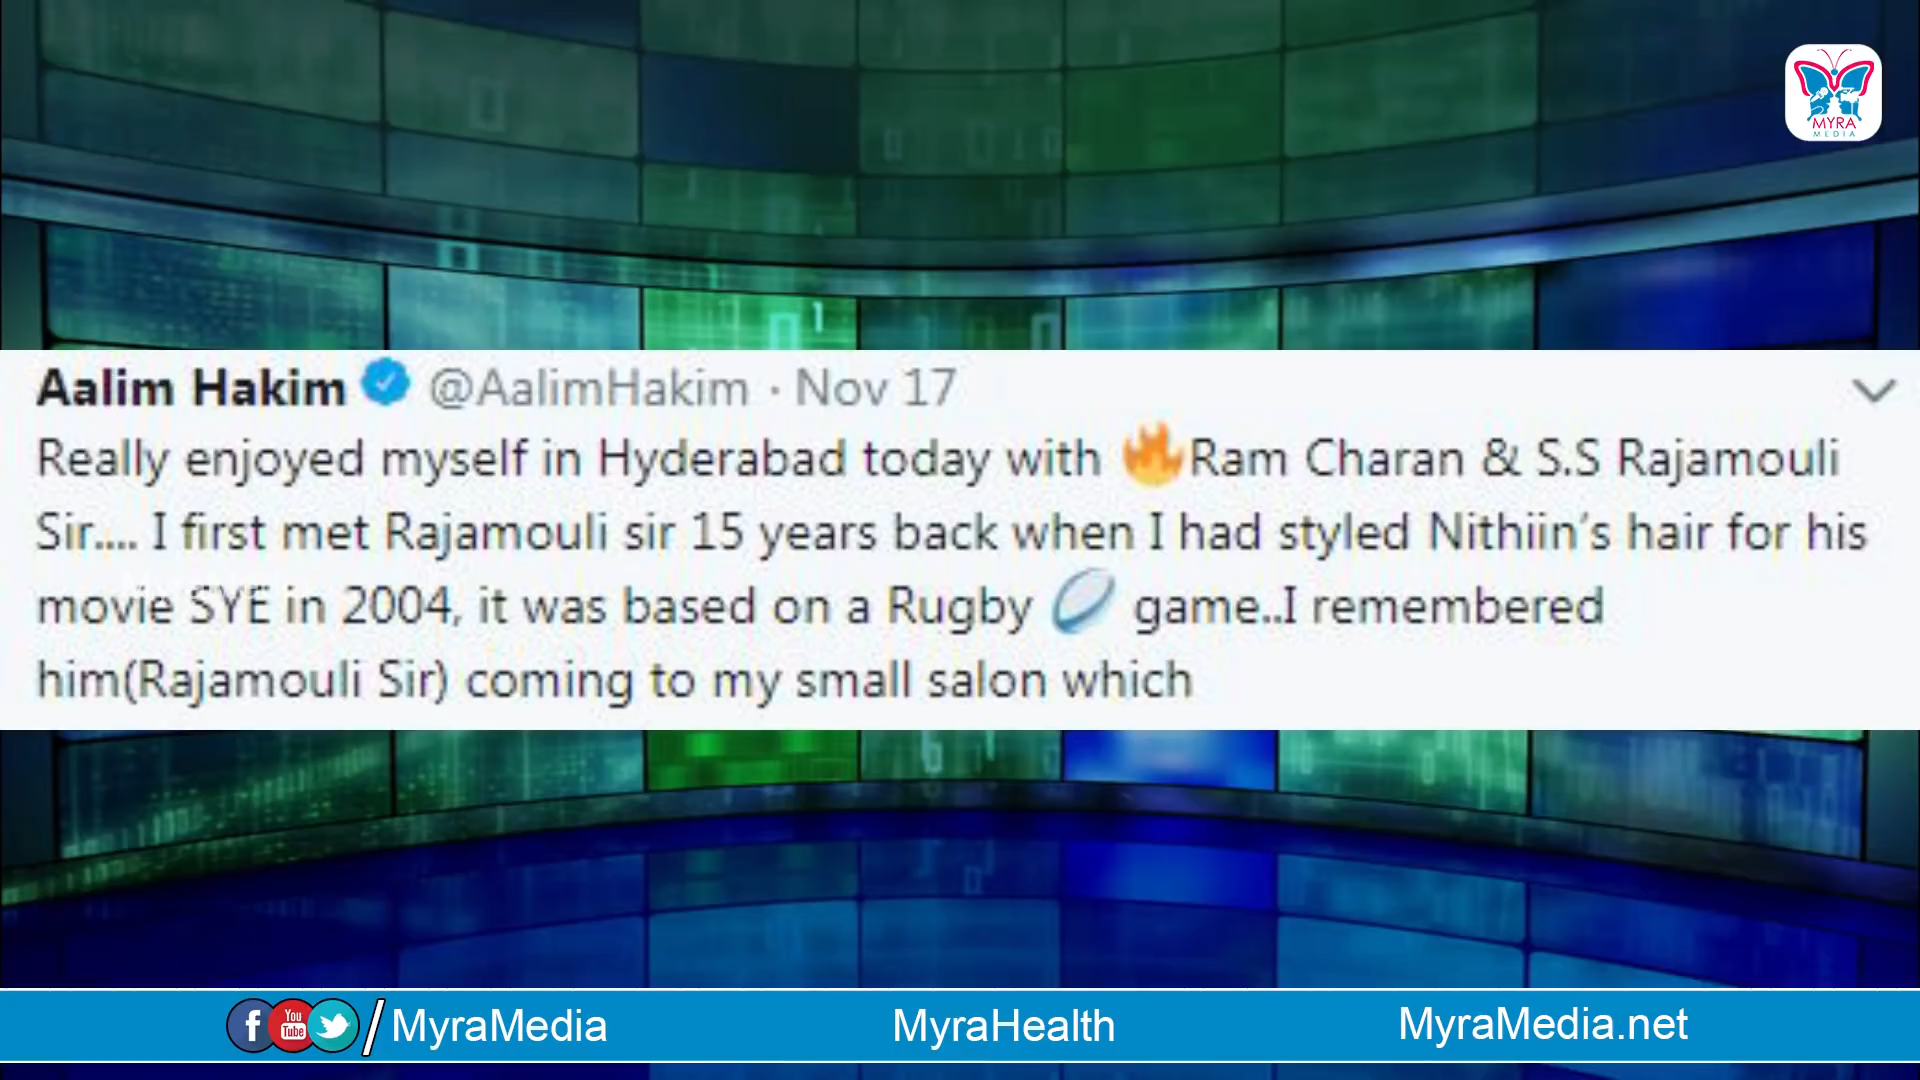 MYRA
MEDIA
Aalim Hakim @AalimHakim · Nov 17
Really enjoyed myself in Hyderabad today with 🔥Ram Charan & S.S Rajamouli
Sir.... I first met Rajamouli sir 15 years back when I had styled Nithiin's hair for his
movie SYE in 2004, it was based on a Rugby 🏉 game..I remembered
him(Rajamouli Sir) coming to my small salon which
f You Tube / MyraMedia MyraHealth MyraMedia.net